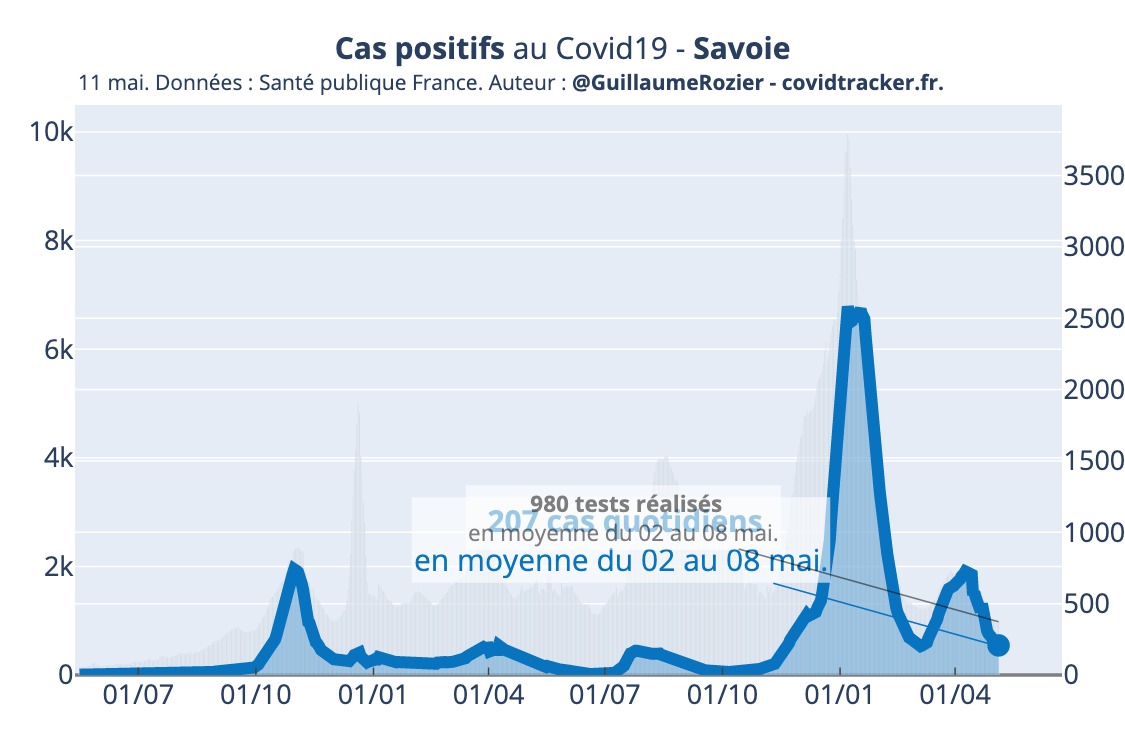 Cas positifs au Covid19 - Savoie
11 mai. Données : Santé publique France. Auteur : @GuillaumeRozier - covidtracker.fr.
10k
8k
6k
4k
2k
0
3500
3000
2500
2000
1500
1000
500
0
980 tests réalisés
en moyenne du 02 au 08 mai.
207 cas quotidiens
en moyenne du 02 au 08 mai.
01/07 01/10 01/01 01/04 01/07 01/10 01/01 01/04